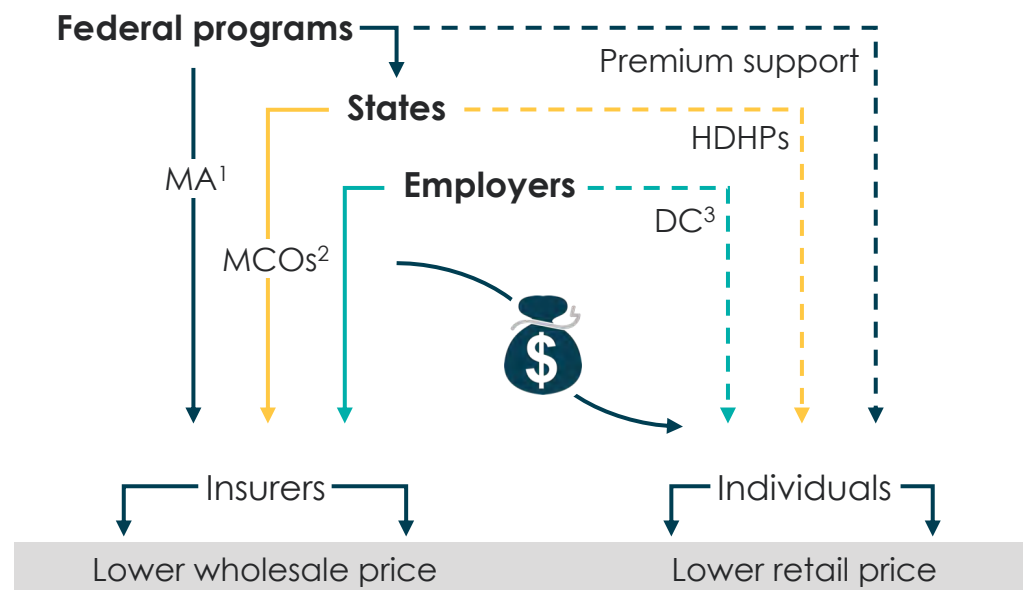 Federal programs
Premium support
States
HDHPs
MA¹
Employers
DC³
MCOs²
$
Insurers
Individuals
Lower wholesale price
Lower retail price